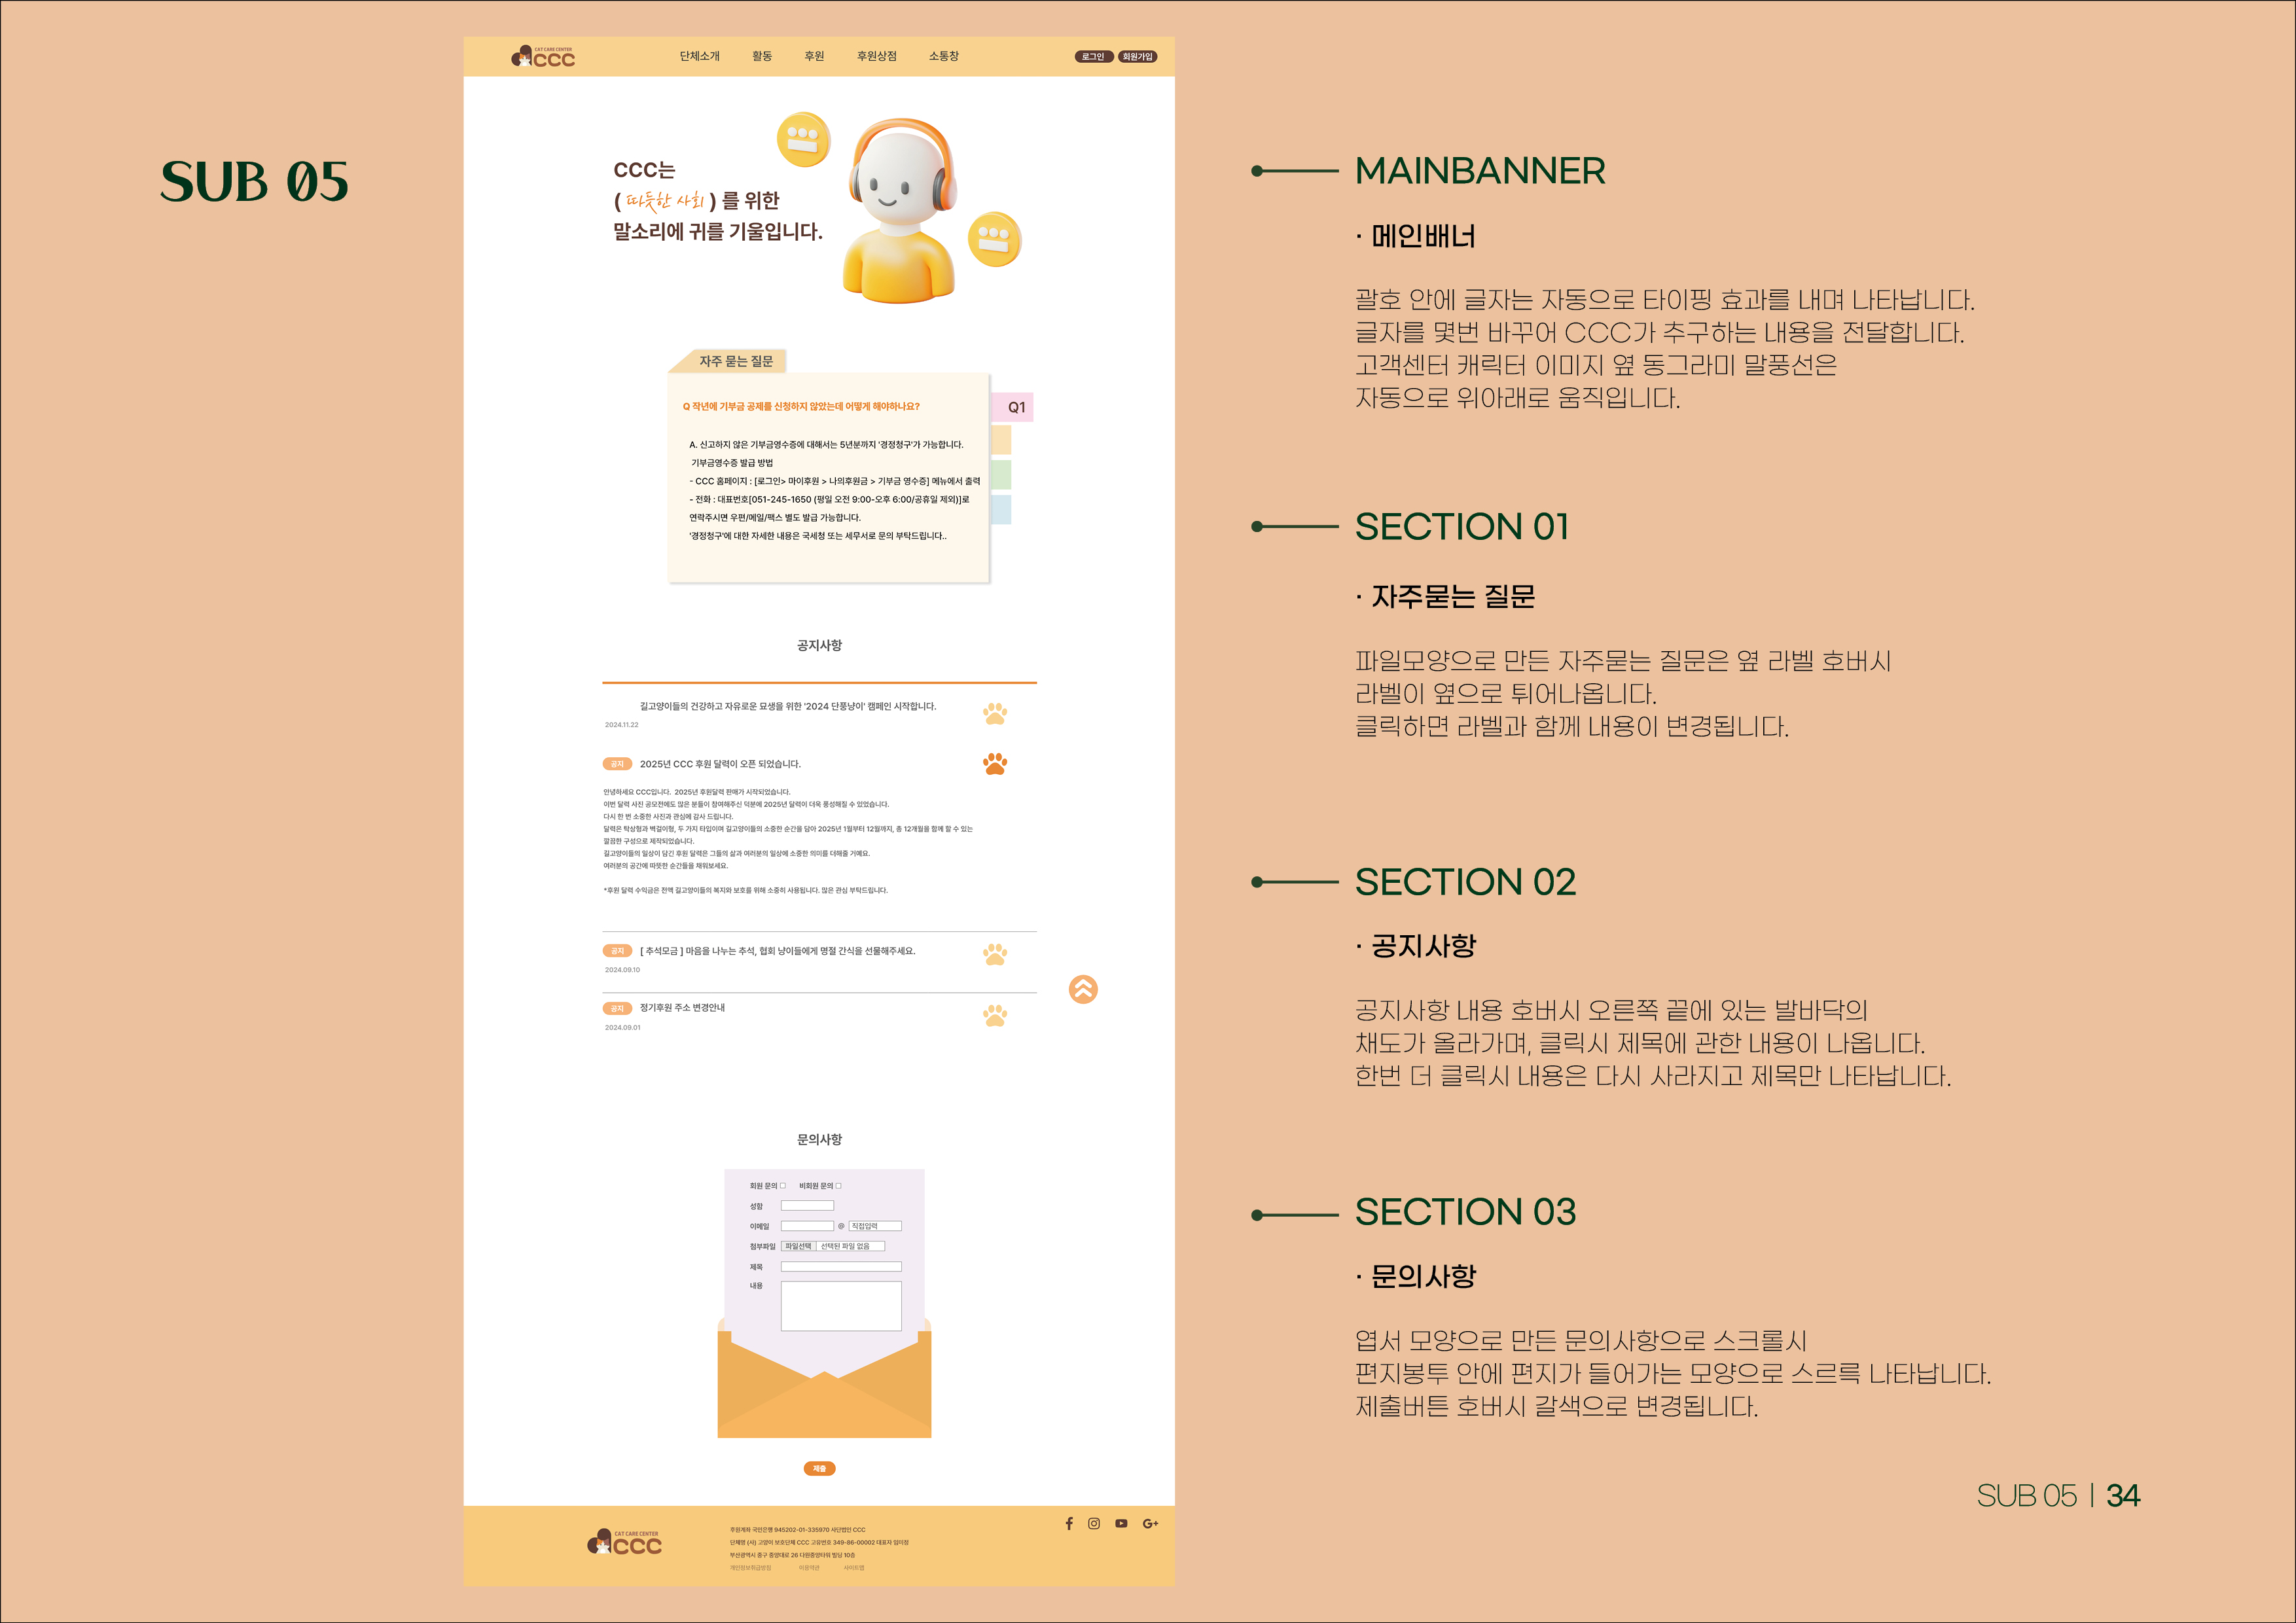 SUB 05
CAT CARE CENTER
CCC
단체소개
활동
후원
후원상점
소통창
로그인
회원가입
CCC는
( 따듯한 사회 ) 를 위한
말소리에 귀를 기울입니다.
자주 묻는 질문
Q 작년에 기부금 공제를 신청하지 않았는데 어떻게 해야하나요?
Q1
A. 신고하지 않은 기부금영수증에 대해서는 5년분까지 '경정청구'가 가능합니다.
기부금영수증 발급 방법
- CCC 홈페이지 : [로그인> 마이후원 > 나의후원금 > 기부금 영수증] 메뉴에서 출력
- 전화 : 대표번호[051-245-1650 (평일 오전 9:00-오후 6:00/공휴일 제외)]로
연락주시면 우편/메일/팩스 별도 발급 가능합니다.
'경정청구'에 대한 자세한 내용은 국세청 또는 세무서로 문의 부탁드립니다..
공지사항
길고양이들의 건강하고 자유로운 묘생을 위한 '2024 단풍냥이' 캠페인 시작합니다.
2024.11.22
공지 2025년 CCC 후원 달력이 오픈 되었습니다.
안녕하세요 CCC입니다. 2025년 후원달력 판매가 시작되었습니다.
이번 달력 사진 공모전에도 많은 분들이 참여해주신 덕분에 2025년 달력이 더욱 풍성해질 수 있었습니다.
다시 한 번 소중한 사진과 관심에 감사 드립니다.
달력은 탁상형과 벽걸이형, 두 가지 타입이며 길고양이들의 소중한 순간을 담아 2025년 1월부터 12월까지, 총 12개월을 함께 할 수 있는
깔끔한 구성으로 제작되었습니다.
길고양이들의 일상이 담긴 후원 달력은 그들의 삶과 여러분의 일상에 소중한 의미를 더해줄 거예요.
여러분의 공간에 따뜻한 순간들을 채워보세요.
*후원 달력 수익금은 전액 길고양이들의 복지와 보호를 위해 소중히 사용됩니다. 많은 관심 부탁드립니다.
공지 [ 추석모금 ] 마음을 나누는 추석, 협회 냥이들에게 명절 간식을 선물해주세요.
2024.09.10
공지 정기후원 주소 변경안내
2024.09.01
문의사항
회원 문의 비회원 문의
성함
이메일 @ 직접입력
첨부파일 파일선택 선택된 파일 없음
제목
내용
제출
CAT CARE CENTER
CCC
후원계좌 국민은행 945202-01-335970 사단법인 CCC
단체명 (사) 고양이 보호단체 CCC 고유번호 349-86-00002 대표자 임미정
부산광역시 중구 중앙대로 26 다원중앙타워 빌딩 10층
개인정보취급방침 이용약관 사이트맵
G+
MAINBANNER
· 메인배너
괄호 안에 글자는 자동으로 타이핑 효과를 내며 나타납니다.
글자를 몇번 바꾸어 CCC가 추구하는 내용을 전달합니다.
고객센터 캐릭터 이미지 옆 동그라미 말풍선은
자동으로 위아래로 움직입니다.
SECTION 01
· 자주묻는 질문
파일모양으로 만든 자주묻는 질문은 옆 라벨 호버시
라벨이 옆으로 튀어나옵니다.
클릭하면 라벨과 함께 내용이 변경됩니다.
SECTION 02
· 공지사항
공지사항 내용 호버시 오른쪽 끝에 있는 발바닥의
채도가 올라가며, 클릭시 제목에 관한 내용이 나옵니다.
한번 더 클릭시 내용은 다시 사라지고 제목만 나타납니다.
SECTION 03
· 문의사항
엽서 모양으로 만든 문의사항으로 스크롤시
편지봉투 안에 편지가 들어가는 모양으로 스르륵 나타납니다.
제출버튼 호버시 갈색으로 변경됩니다.
SUB 05 | 34